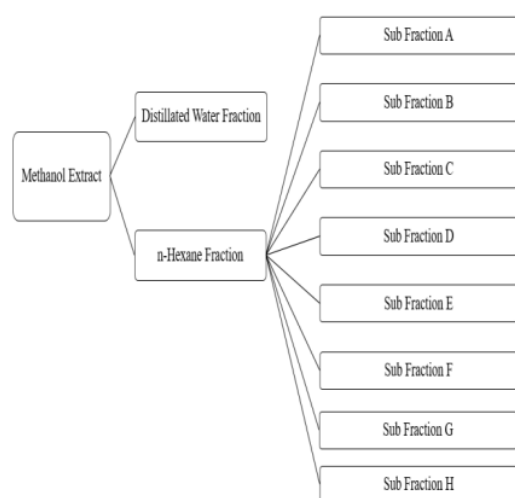 Methanol Extract
Distillated Water Fraction
n-Hexane Fraction
Sub Fraction A
Sub Fraction B
Sub Fraction C
Sub Fraction D
Sub Fraction E
Sub Fraction F
Sub Fraction G
Sub Fraction H